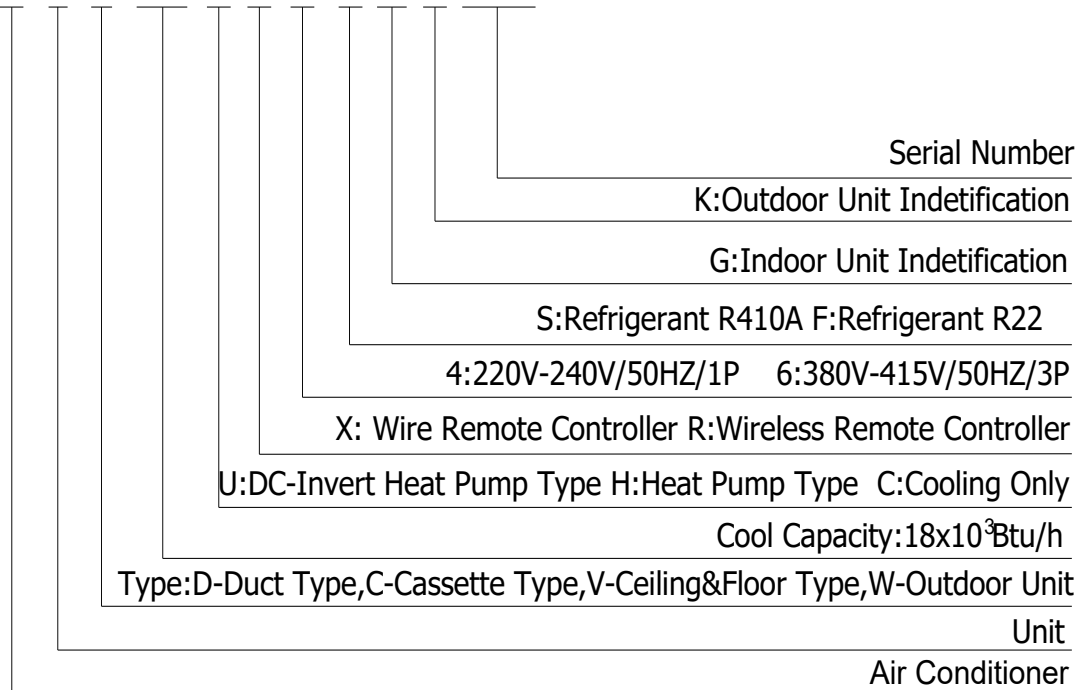 Serial Number
K:Outdoor Unit Indetification
G:Indoor Unit Indetification
S:Refrigerant R410A F:Refrigerant R22
4:220V-240V/50HZ/1P 6:380V-415V/50HZ/3P
X: Wire Remote Controller R:Wireless Remote Controller
U:DC-Invert Heat Pump Type H:Heat Pump Type C:Cooling Only
Cool Capacity:18x10³Btu/h
Type:D-Duct Type,C-Cassette Type,V-Ceiling&Floor Type,W-Outdoor Unit
Unit
Air Conditioner